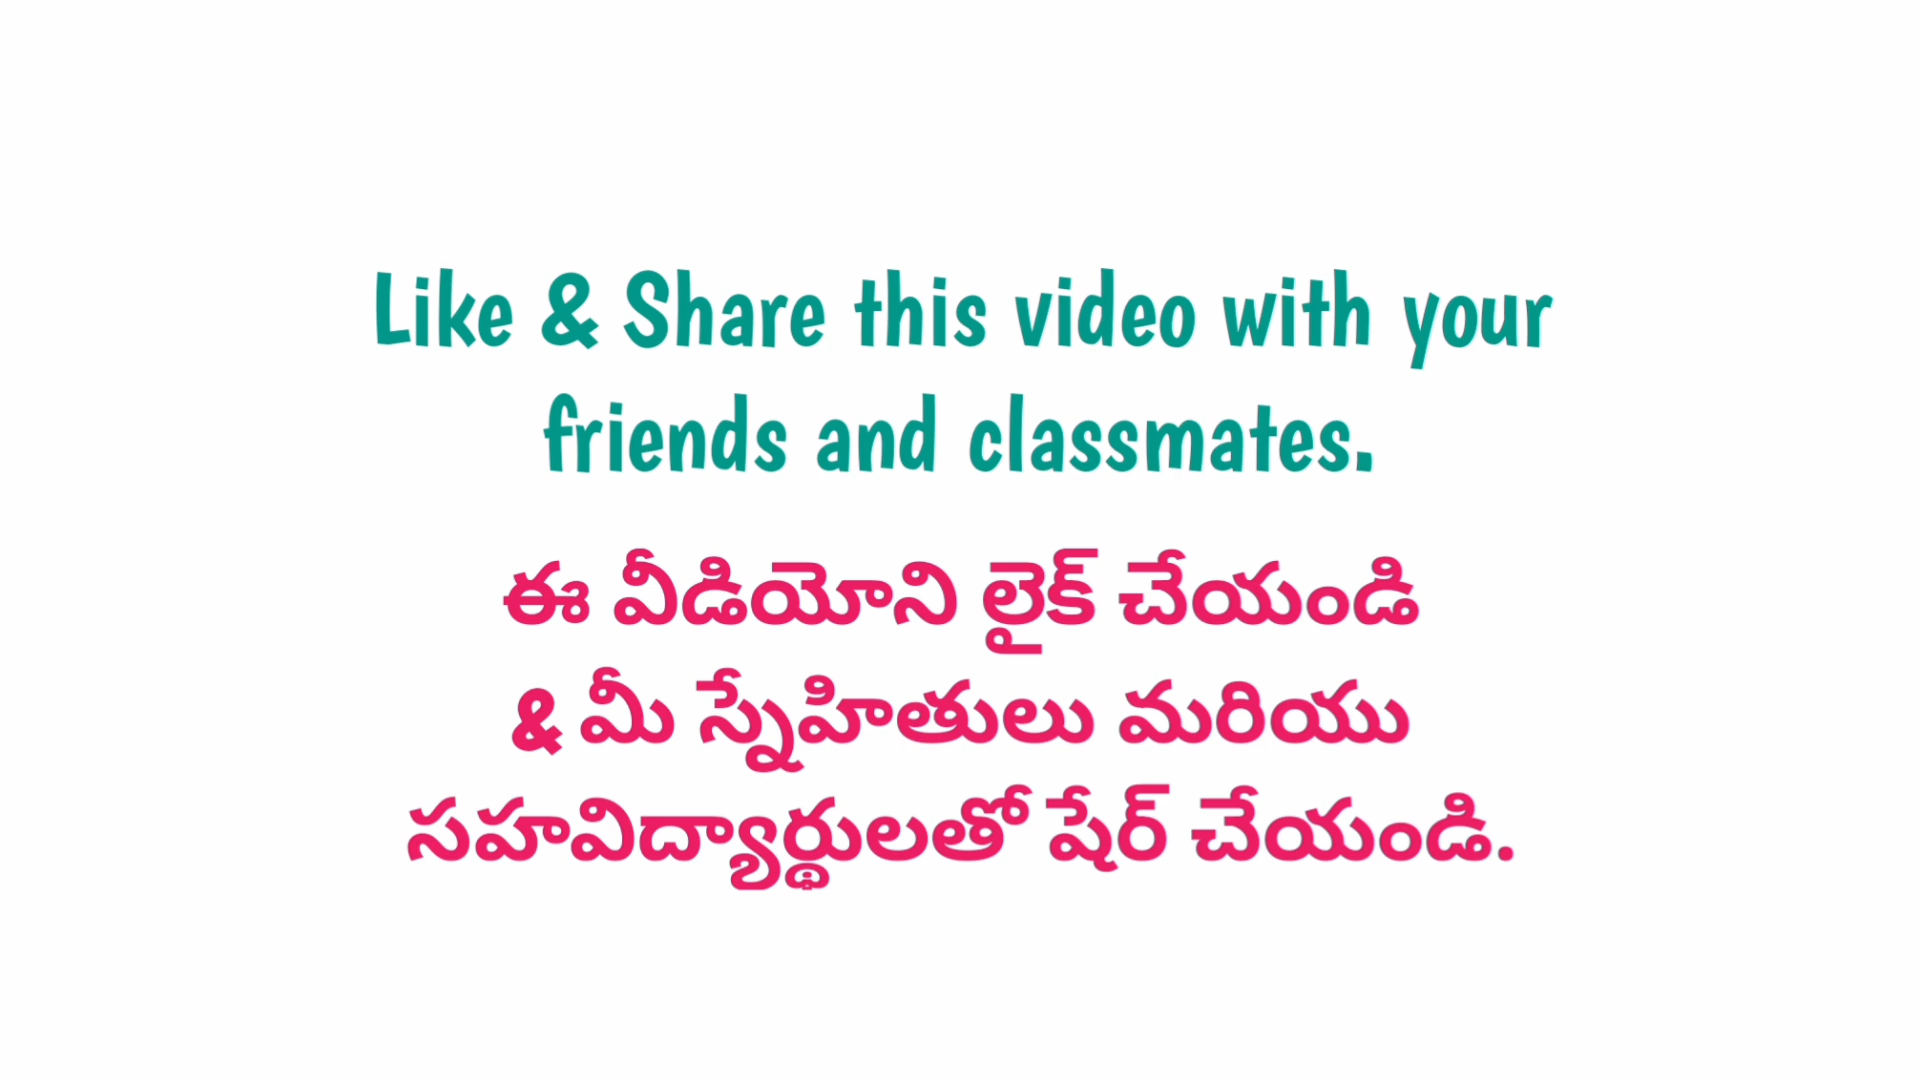 Like & Share this video with your
friends and classmates.
ఈ వీడియోని లైక్ చేయండి
& మీ స్నేహితులు మరియు
సహవిద్యార్థులతో షేర్ చేయండి.